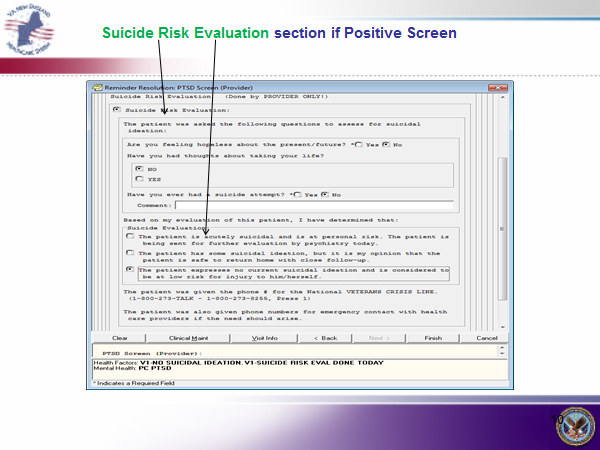 VA NEW ENGLAND
HEALTHCARE SYSTEM
Suicide Risk Evaluation section if Positive Screen
Reminder Resolution: PTSD Screen (Provider)
Suicide Risk Evaluation (Done by PROVIDER ONLY!)
Suicide Risk Evaluation:
The patient was asked the following questions to assess for suicidal
ideation:
Are you feeling hopeless about the present/future? * Yes No
Have you had thoughts about taking your life?
NO
YES
Have you ever had a suicide attempt? * Yes No
Comment:
Based on my evaluation of this patient, I have determined that:
Suicide Evaluation:
The patient is acutely suicidal and is at personal risk. The patient is
being sent for further evaluation by psychiatry today.
The patient has some suicidal ideation, but it is my opinion that the
patient is safe to return home with close follow-up.
The patient expresses no current suicidal ideation and is considered to
be at low risk for injury to him/herself.
The patient was given the phone # for the National VETERANS CRISIS LINE.
(1-800-273-TALK - 1-800-273-8255, Press 1)
The patient was also given phone numbers for emergency contact with health
care providers if the need should arise.
Clear Clinical Maint Visit Info < Back Next > Finish Cancel
PTSD Screen (Provider):
Health Factors: V1-NO SUICIDAL IDEATION, V1-SUICIDE RISK EVAL DONE TODAY
Mental Health: PC PTSD
* Indicates a Required Field